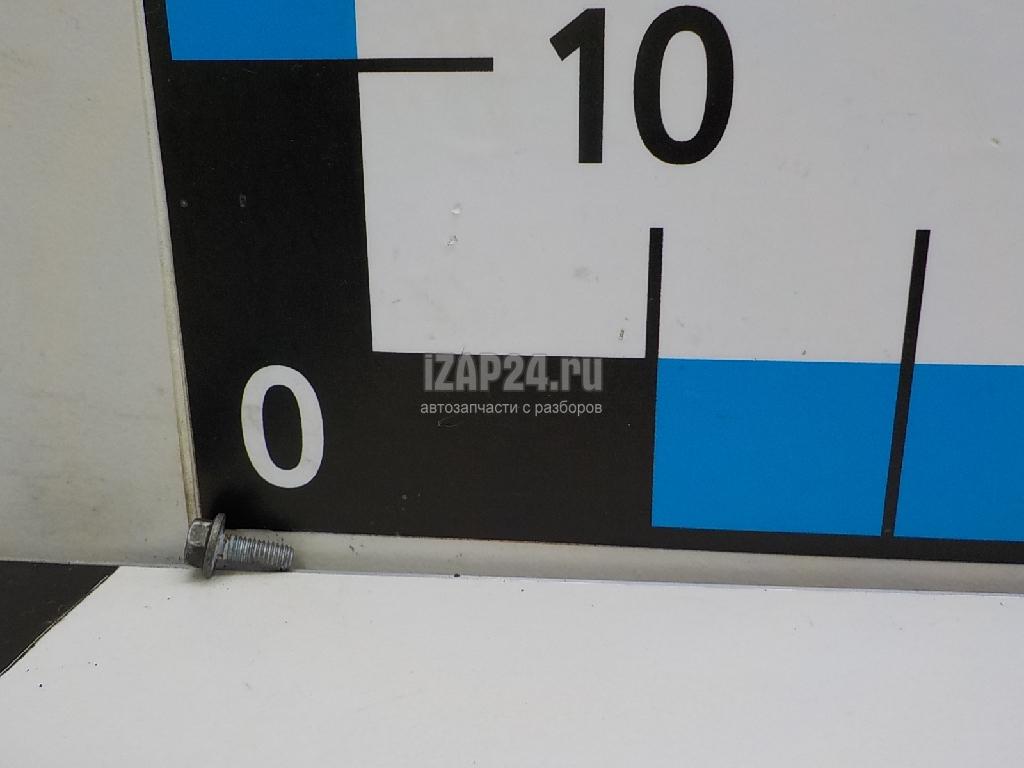 10
iZAP24.ru
автозапчасти с разборов
0